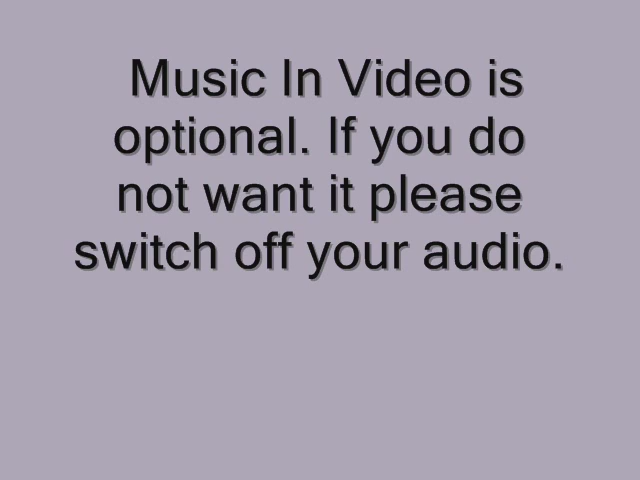 Music In Video is
optional. If you do
not want it please
switch off your audio.